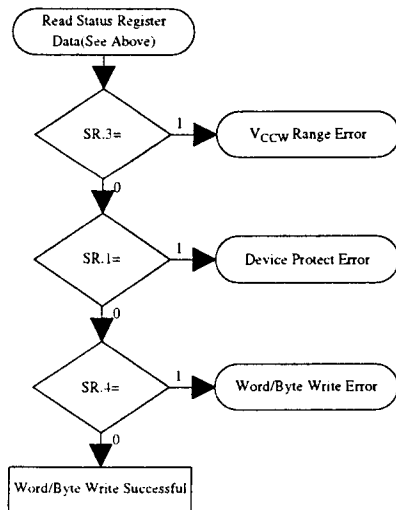 Read Status Register
Data(See Above)
SR.3=
1
VCCW Range Error
0
SR.1=
1
Device Protect Error
0
SR.4=
1
Word/Byte Write Error
0
Word/Byte Write Successful